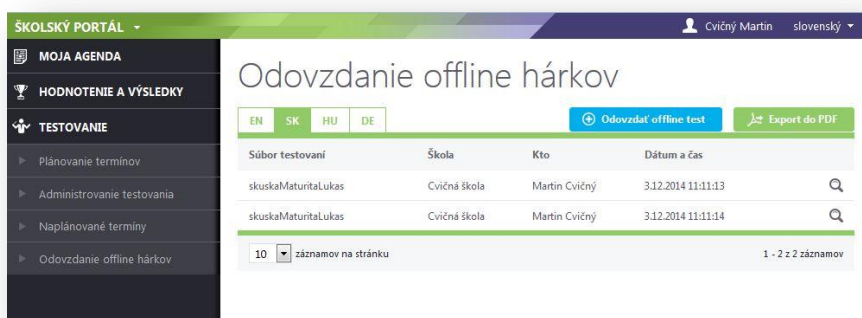 ŠKOLSKÝ PORTÁL
Cvičný Martin slovenský
MOJA AGENDA
HODNOTENIE A VÝSLEDKY
TESTOVANIE
Plánovanie termínov
Administrovanie testovania
Naplánované termíny
Odovzdanie offline hárkov
Odovzdanie offline hárkov
EN SK HU DE
Odovzdať offline test
Export do PDF
Súbor testovaní Škola Kto Dátum a čas
skuskaMaturitaLukas Cvičná škola Martin Cvičný 3.12.2014 11:11:13
skuskaMaturitaLukas Cvičná škola Martin Cvičný 3.12.2014 11:11:14
10 záznamov na stránku
1 - 2 z 2 záznamov